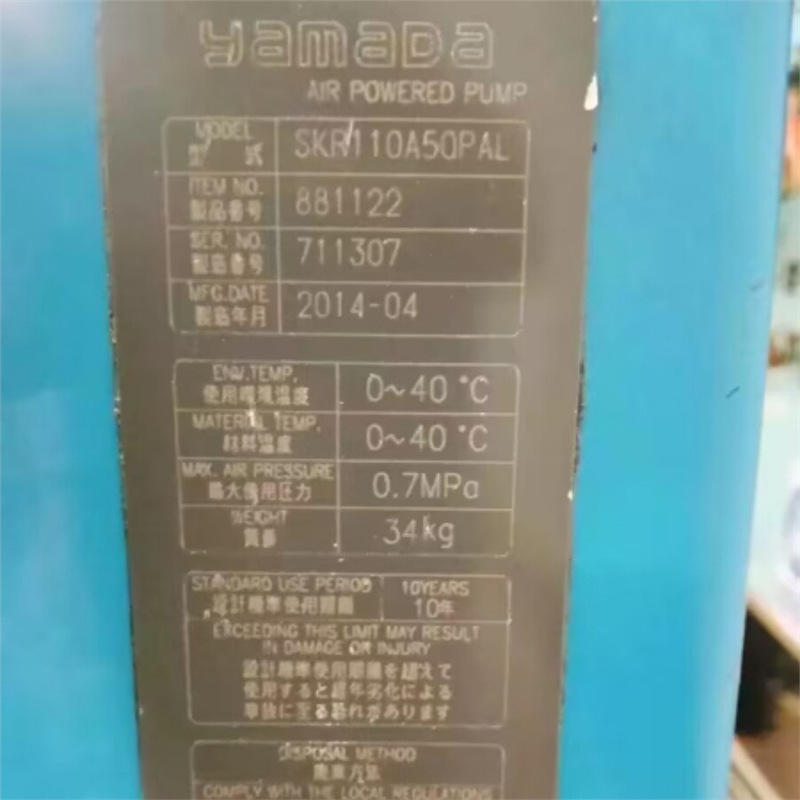 yamada
AIR POWERED PUMP
MODEL SKR110A50PAL
型 式
ITEM NO. 881122
製品番号
SER. NO. 711307
製造番号
MFG.DATE 2014-04
製造年月
ENV.TEMP. 0~40 °C
使用環境温度
MATERIAL TEMP. 0~40 °C
材料温度
MAX. AIR PRESSURE 0.7MPa
最大使用圧力
WEIGHT 34kg
質量
STANDARD USE PERIOD 10YEARS
設計標準使用期間 10年
EXCEEDING THIS LIMIT MAY RESULT
IN DAMAGE OR INJURY
設計標準使用期間を超えて
使用すると経年劣化による
事故に至る恐れがあります
DISPOSAL METHOD
廃棄方法
COMPLY WITH THE LOCAL REGULATIONS